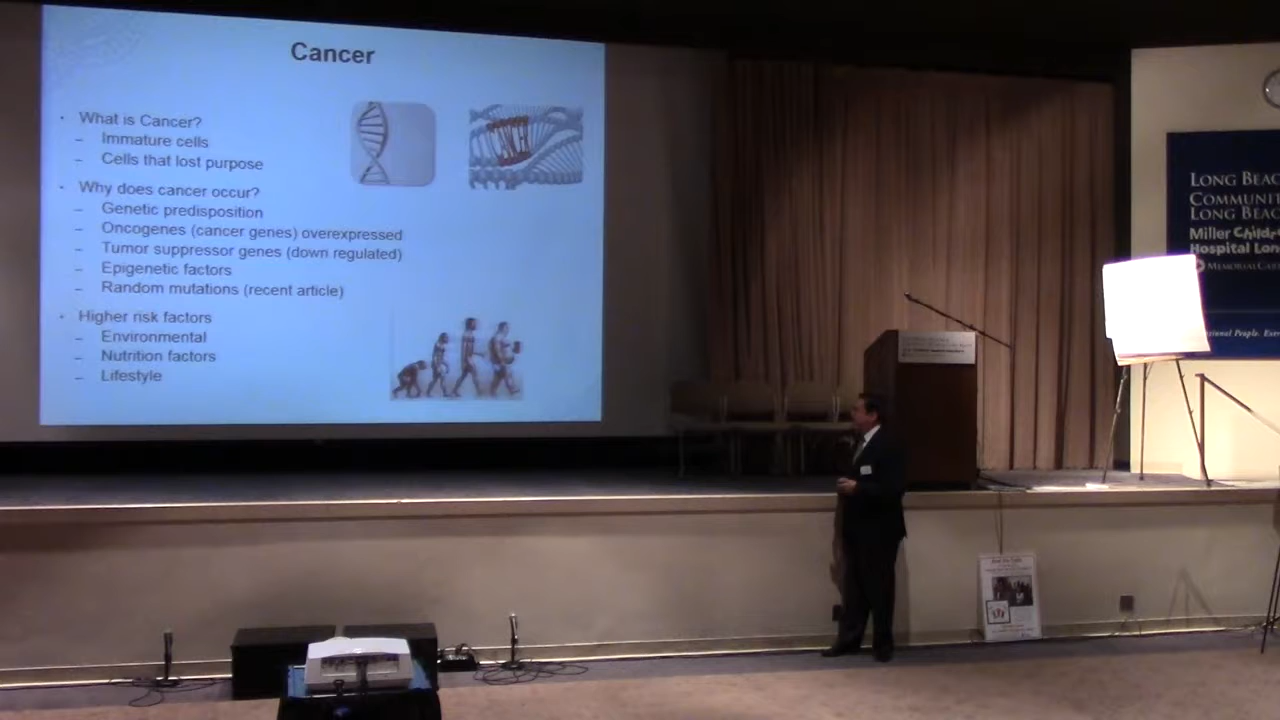 Cancer
· What is Cancer?
– Immature cells
– Cells that lost purpose
· Why does cancer occur?
– Genetic predisposition
– Oncogenes (cancer genes) overexpressed
– Tumor suppressor genes (down regulated)
– Epigenetic factors
– Random mutations (recent article)
· Higher risk factors
– Environmental
– Nutrition factors
– Lifestyle
LONG BEAC
COMMUNIT
LONG BEAC
Miller Childre
Hospital Lon
MEMORIALCAR